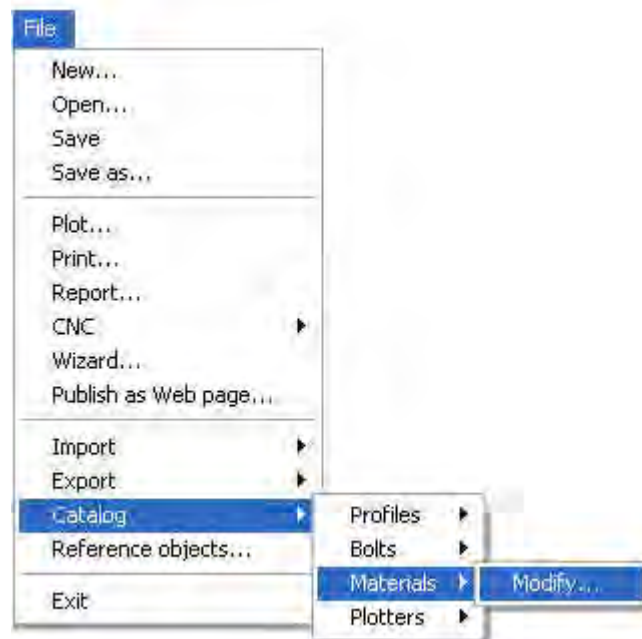 File
New...
Open...
Save
Save as...
Plot...
Print...
Report...
CNC
Wizard...
Publish as Web page...
Import
Export
Catalog
Reference objects...
Exit
Profiles
Bolts
Materials
Plotters
Modify...